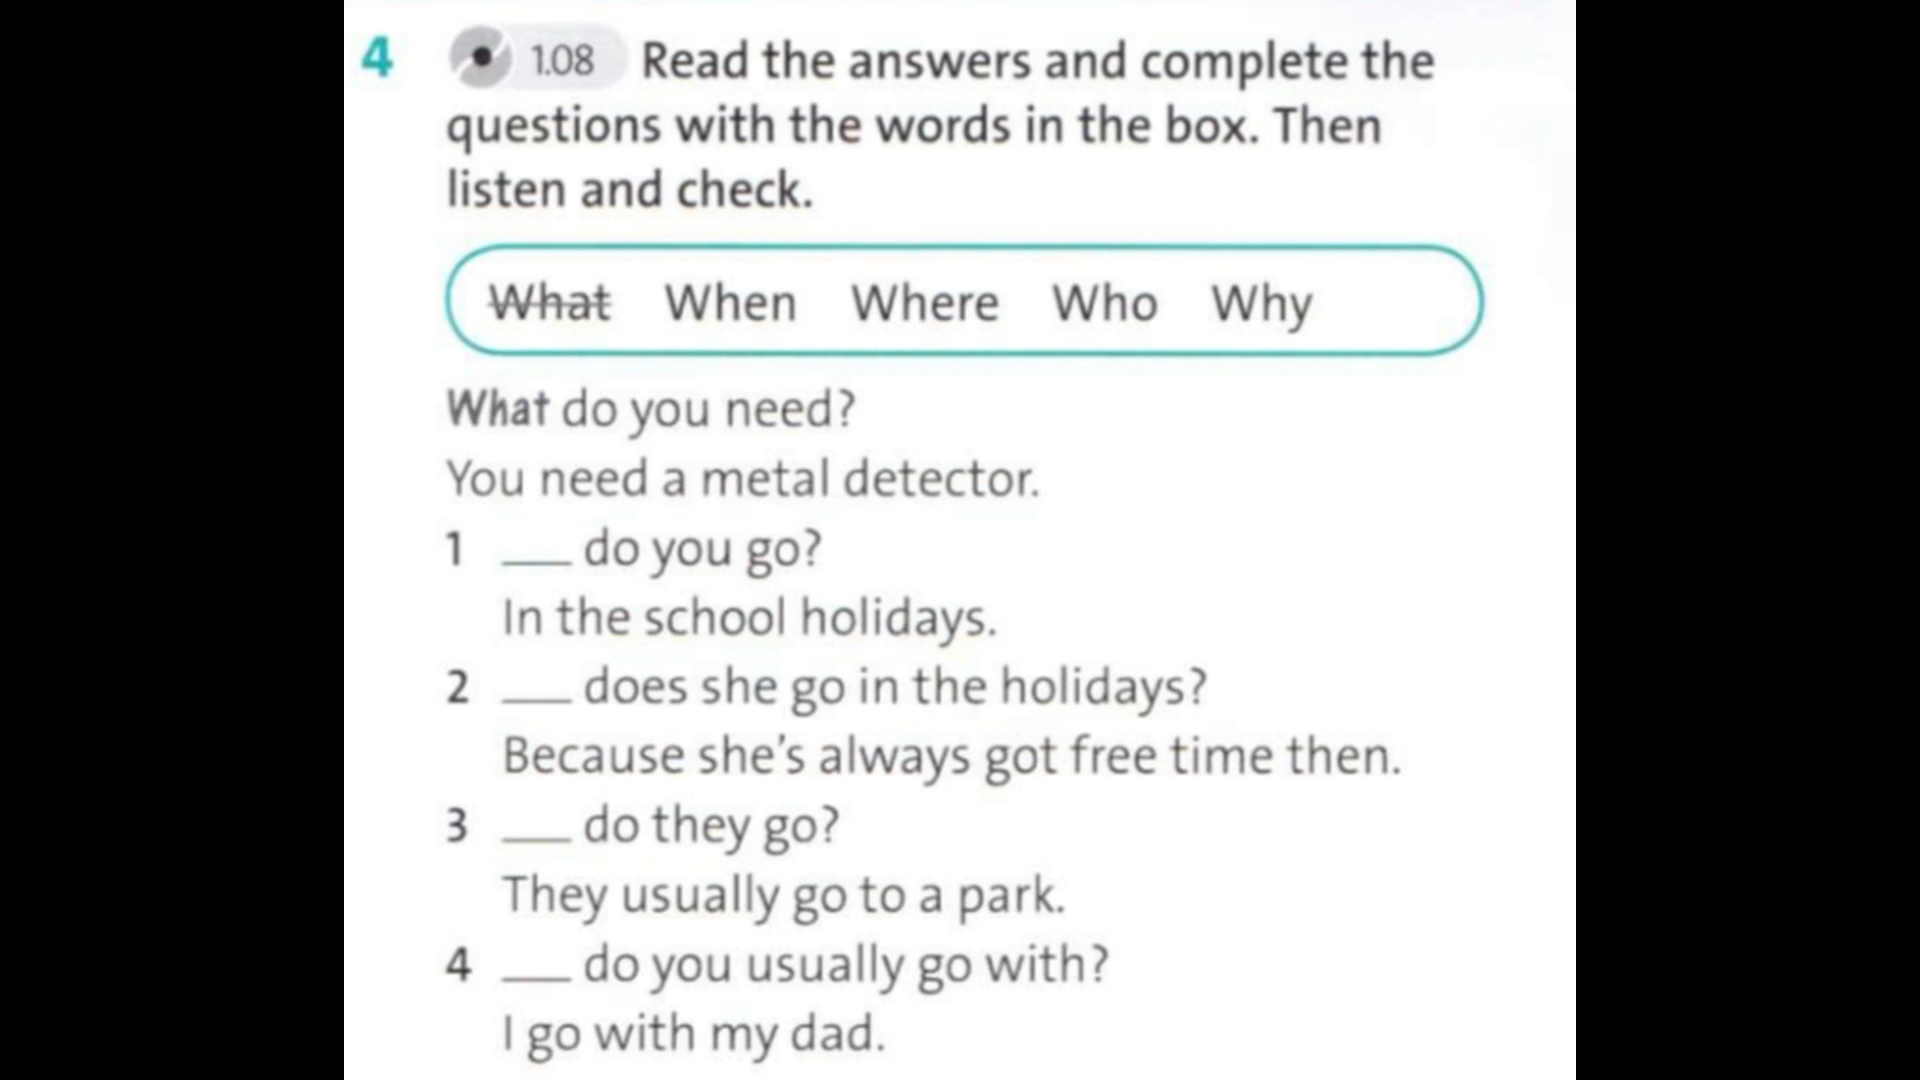 4 1.08 Read the answers and complete the
questions with the words in the box. Then
listen and check.
What When Where Who Why
What do you need?
You need a metal detector.
1 ___ do you go?
In the school holidays.
2 ___ does she go in the holidays?
Because she's always got free time then.
3 ___ do they go?
They usually go to a park.
4 ___ do you usually go with?
I go with my dad.